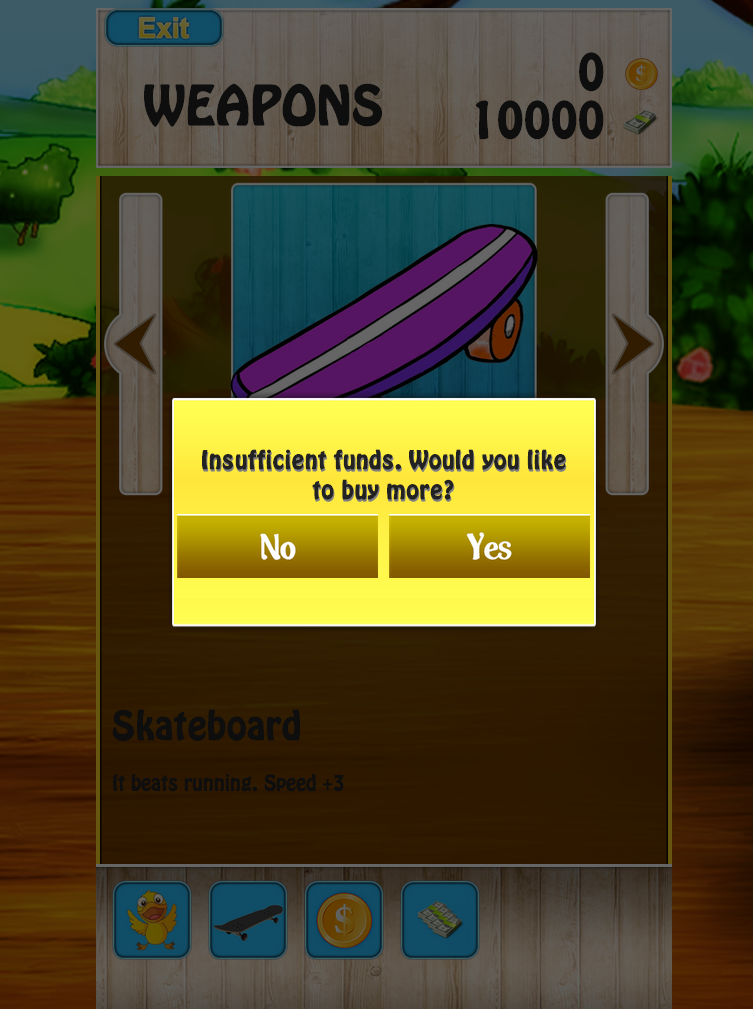 Exit
0
WEAPONS
10000
Insufficient funds. Would you like
to buy more?
No
Yes
Skateboard
It beats running. Speed +3